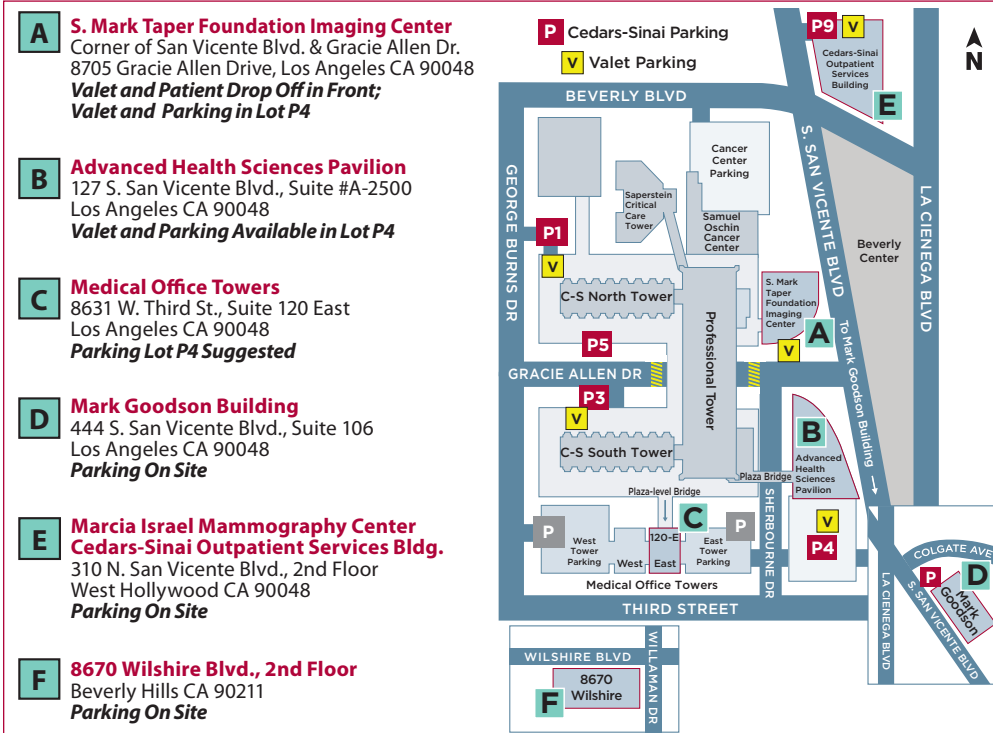 A
S. Mark Taper Foundation Imaging Center
Corner of San Vicente Blvd. & Gracie Allen Dr.
8705 Gracie Allen Drive, Los Angeles CA 90048
Valet and Patient Drop Off in Front;
Valet and Parking in Lot P4
B
Advanced Health Sciences Pavilion
127 S. San Vicente Blvd., Suite #A-2500
Los Angeles CA 90048
Valet and Parking Available in Lot P4
C
Medical Office Towers
8631 W. Third St., Suite 120 East
Los Angeles CA 90048
Parking Lot P4 Suggested
D
Mark Goodson Building
444 S. San Vicente Blvd., Suite 106
Los Angeles CA 90048
Parking On Site
E
Marcia Israel Mammography Center
Cedars-Sinai Outpatient Services Bldg.
310 N. San Vicente Blvd., 2nd Floor
West Hollywood CA 90048
Parking On Site
F
8670 Wilshire Blvd., 2nd Floor
Beverly Hills CA 90211
Parking On Site
P Cedars-Sinai Parking
V Valet Parking
P9 V
Cedars-Sinai
Outpatient
Services
Building
E
N
BEVERLY BLVD
S. SAN VICENTE BLVD
LA CIENEGA BLVD
GEORGE BURNS DR
Cancer
Center
Parking
Saperstein
Critical
Care
Tower
Samuel
Oschin
Cancer
Center
Beverly
Center
P1
V
C-S North Tower
Professional Tower
S. Mark
Taper
Foundation
Imaging
Center
A
V
To Mark Goodson Building
P5
GRACIE ALLEN DR
P3
V
C-S South Tower
B
Advanced
Health
Sciences
Pavilion
Plaza Bridge
Plaza-level Bridge
SHERBOURNE DR
C
P
P
120-E
West
Tower
Parking
West
East
East
Tower
Parking
Medical Office Towers
V
P4
THIRD STREET
COLGATE AVE
P
D
Mark
Goodson
LA CIENEGA BLVD
S. SAN VICENTE BLVD
WILSHIRE BLVD
WILLAMAN DR
8670
Wilshire
F